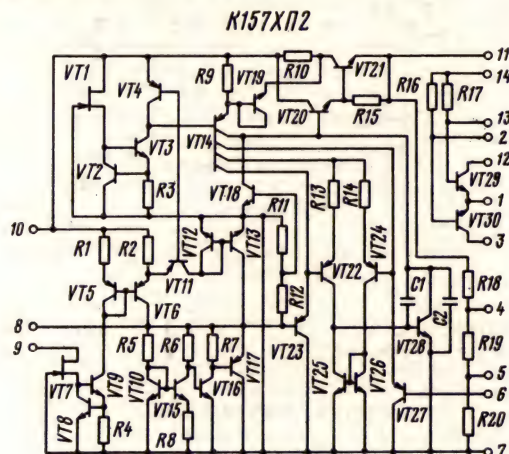 К157ХП2
VT1
VT4
R9
VT19
R10
VT21
11
R16
14
R17
VT20
R15
13
VT14
2
VT3
VT2
R3
12
VT29
1
VT30
3
VT18
R11
R13
R14
VT24
10
R1
R2
VT12
VT13
VT11
R12
VT22
C1
R18
VT5
VT6
4
8
VT23
VT28
C2
R19
9
R5
R6
R7
VT17
VT25
VT26
5
VT7
VT9
VT10
VT15
VT16
6
VT8
R4
R8
VT27
R20
7